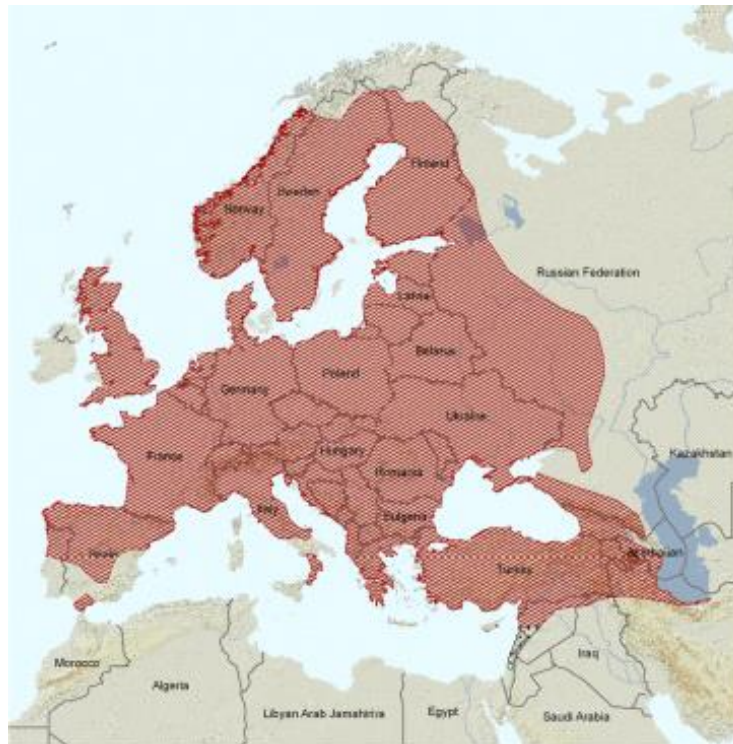 Finland
Sweden
Norway
Russian Federation
Latvia
Belarus
Poland
Germany
Ukraine
Kazakhstan
France
Hungary
Romania
Italy
Bulgaria
Azerbaijan
Turkey
Morocco
Iraq
Algeria
Libyan Arab Jamahiriya
Egypt
Saudi Arabia